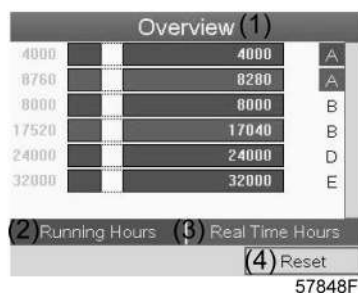 Overview (1)
4000 4000 A
8760 8280 A
8000 8000 B
17520 17040 B
24000 24000 D
32000 32000 E
(2) Running Hours (3) Real Time Hours
(4) Reset
57848F